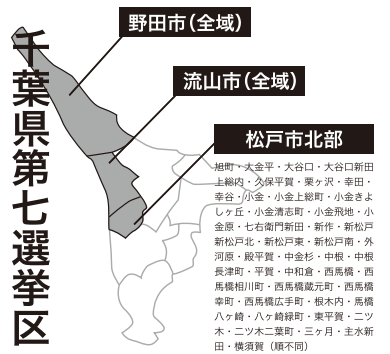 千葉県第七選挙区
野田市（全域）
流山市（全域）
松戸市北部
旭町・大金平・大谷口・大谷口新田
上総内・久保平賀・栗ヶ沢・幸田・
幸谷・小金・小金上総町・小金きよ
しヶ丘・小金清志町・小金飛地・小
金原・七右衛門新田・新作・新松戸
新松戸北・新松戸東・新松戸南・外
河原・殿平賀・中金杉・中根・中根
長津町・平賀・中和倉・西馬橋・西
馬橋相川町・西馬橋蔵元町・西馬橋
幸町・西馬橋広手町・根木内・馬橋
八ヶ崎・八ヶ崎緑町・東平賀・二ツ
木・二ツ木二葉町・三ヶ月・主水新
田・横須賀（順不同）